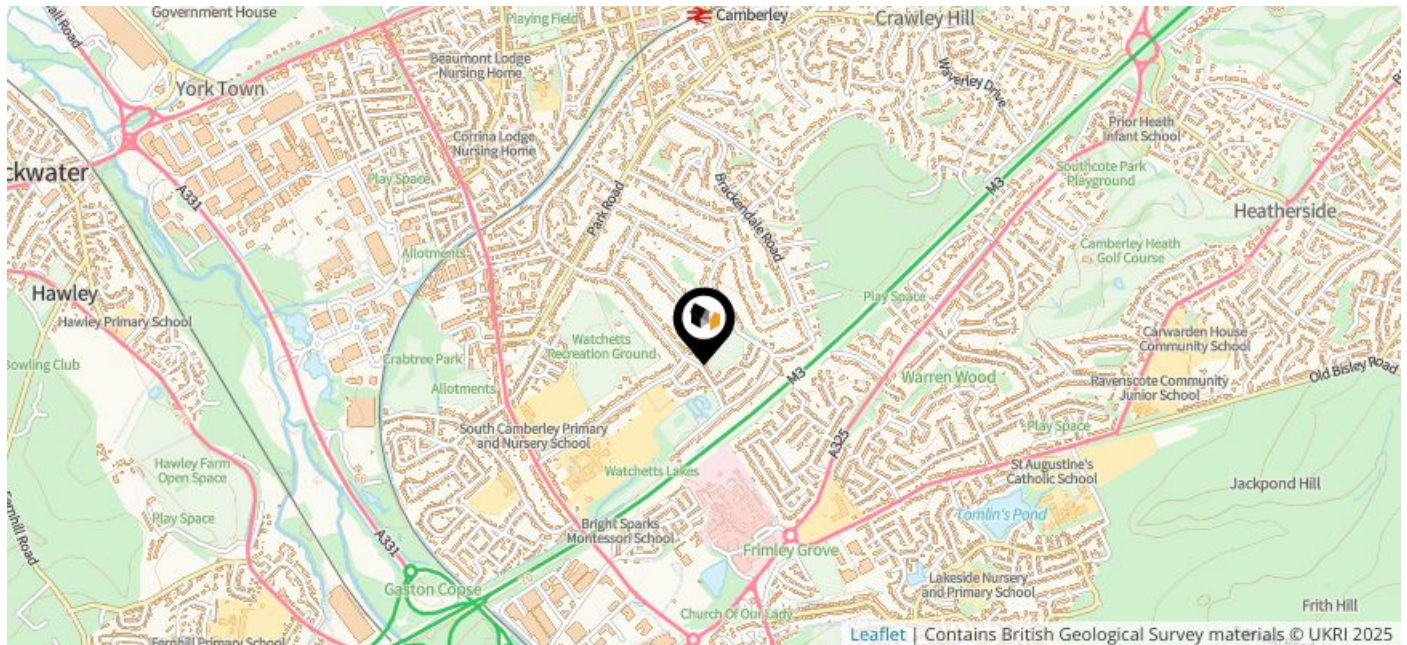 Government House
Playing Field
Camberley
Crawley Hill
Road
Beaumont Lodge
Nursing Home
York Town
Waverley Drive
Prior Heath
Infant School
Corrina Lodge
Nursing Home
ckwater
Play Space
A331
Southcote Park
Playground
M3
Park Road
Brackendale Road
Heatherside
Allotments
Camberley Heath
Golf Course
Hawley
Hawley Primary School
Play Space
Watchetts
Recreation Ground
Carwarden House
Community School
Bowling Club
Crabtree Park
Allotments
M3
Warren Wood
Old Bisley Road
Ravenscote Community
Junior School
South Camberley Primary
and Nursery School
A325
Play Space
Hawley Farm
Open Space
Watchetts Lakes
St Augustine's
Catholic School
Jackpond Hill
Play Space
Fernhill Road
Tomlin's Pond
Bright Sparks
Montessori School
A331
Frimley Grove
Gaston Copse
Lakeside Nursery
and Primary School
Church Of Our Lady
Frith Hill
Fernhill Primary School
Leaflet | Contains British Geological Survey materials © UKRI 2025